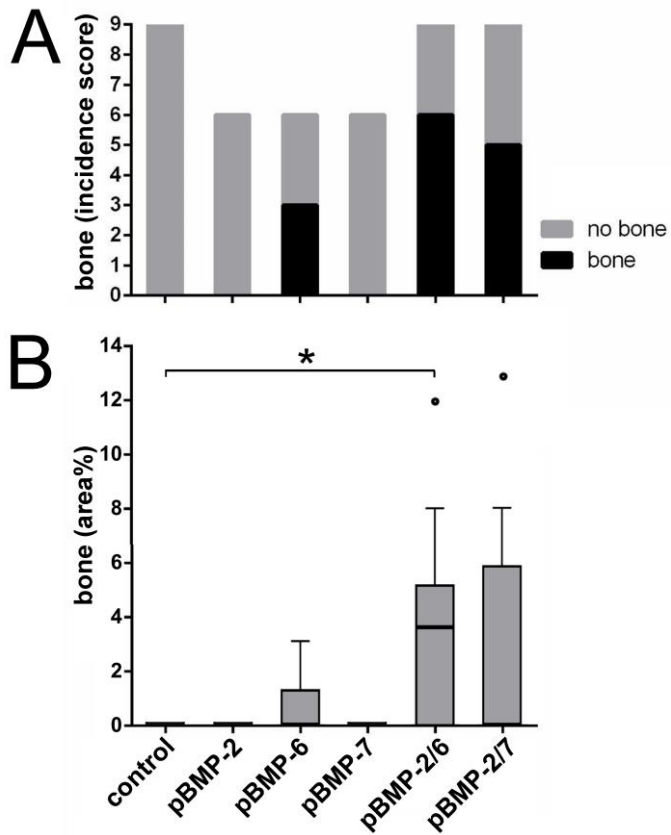 A
bone (incidence score)
9
8
7
6
5
4
3
2
1
0
no bone
bone
B
bone (area%)
14
12
10
8
6
4
2
0
*
control
pBMP-2
pBMP-6
pBMP-7
pBMP-2/6
pBMP-2/7